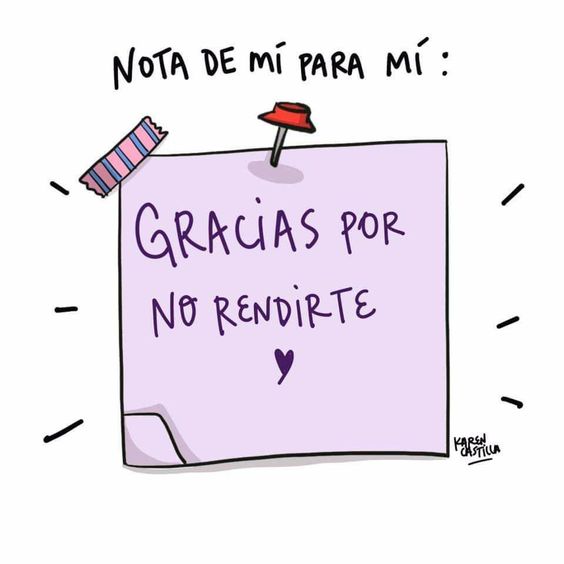 NOTA DE MÍ PARA MÍ:
GRACIAS POR
NO RENDIRTE
KAREN
CASTILLA